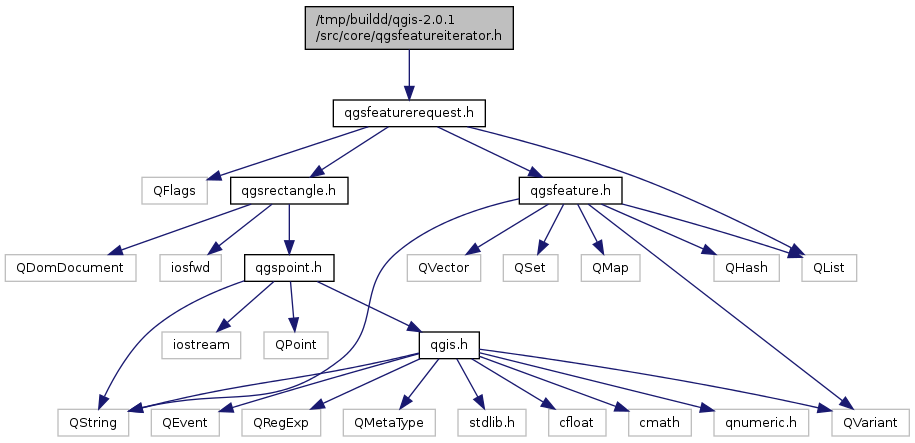 /tmp/buildd/qgis-2.0.1
/src/core/qgsfeatureiterator.h
qgsfeaturerequest.h
QFlags
qgsrectangle.h
qgsfeature.h
QDomDocument
iosfwd
qgspoint.h
QVector
QSet
QMap
QHash
QList
iostream
QPoint
qgis.h
QString
QEvent
QRegExp
QMetaType
stdlib.h
cfloat
cmath
qnumeric.h
QVariant